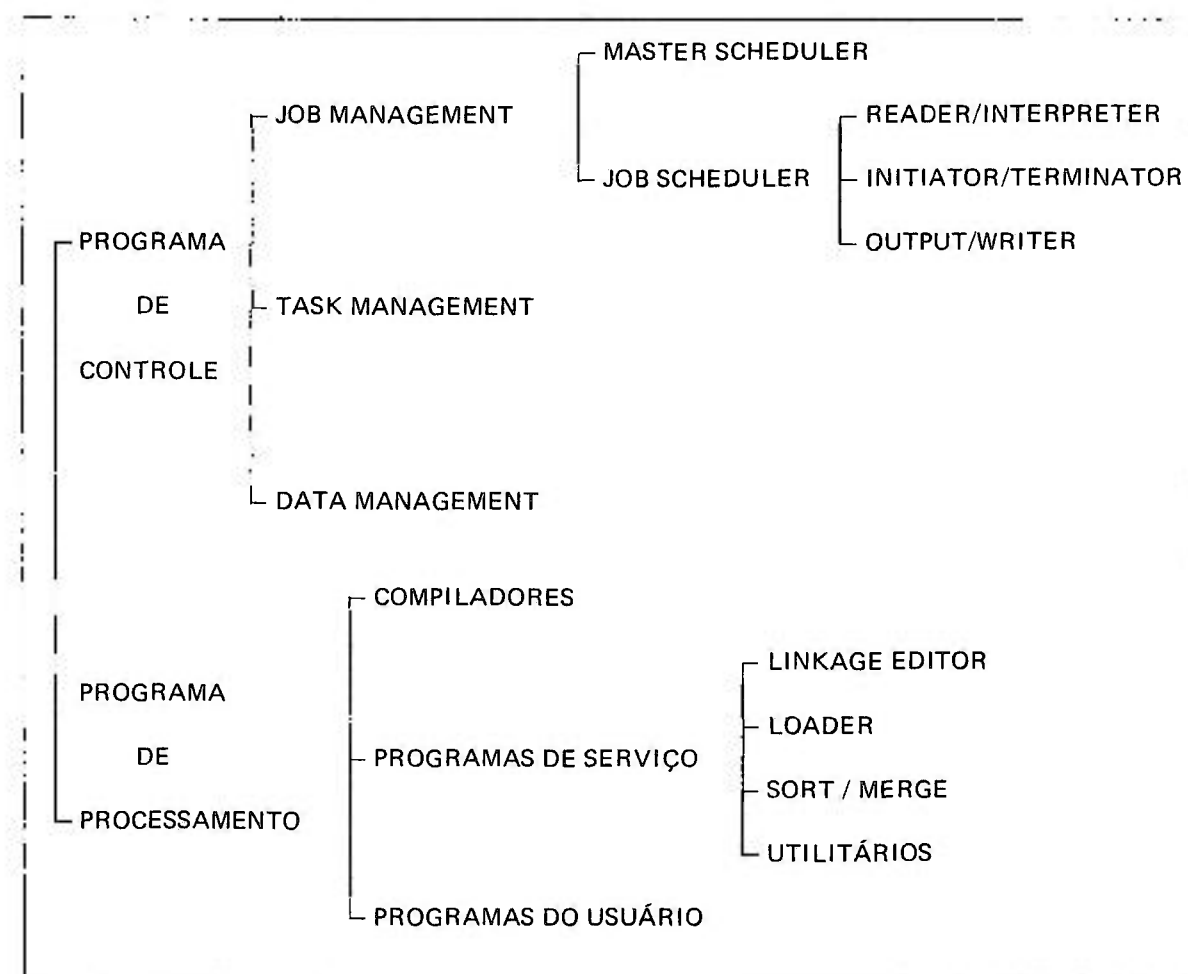 MASTER SCHEDULER
JOB MANAGEMENT
READER/INTERPRETER
JOB SCHEDULER
INITIATOR/TERMINATOR
OUTPUT/WRITER
PROGRAMA
DE
CONTROLE
TASK MANAGEMENT
DATA MANAGEMENT
COMPILADORES
LINKAGE EDITOR
PROGRAMA
DE
PROCESSAMENTO
LOADER
PROGRAMAS DE SERVIÇO
SORT / MERGE
UTILITÁRIOS
PROGRAMAS DO USUÁRIO